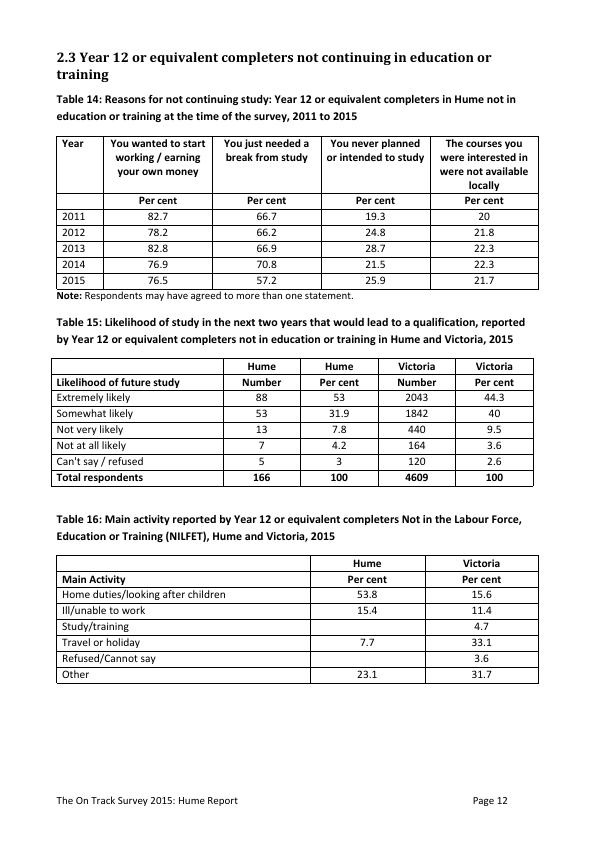 2.3 Year 12 or equivalent completers not continuing in education or
training
Table 14: Reasons for not continuing study: Year 12 or equivalent completers in Hume not in
education or training at the time of the survey, 2011 to 2015
Year You wanted to start working / earning your own money You just needed a break from study You never planned or intended to study The courses you were interested in were not available locally
Per cent Per cent Per cent Per cent
2011 82.7 66.7 19.3 20
2012 78.2 66.2 24.8 21.8
2013 82.8 66.9 28.7 22.3
2014 76.9 70.8 21.5 22.3
2015 76.5 57.2 25.9 21.7
Note: Respondents may have agreed to more than one statement.
Table 15: Likelihood of study in the next two years that would lead to a qualification, reported
by Year 12 or equivalent completers not in education or training in Hume and Victoria, 2015
Hume Hume Victoria Victoria
Likelihood of future study Number Per cent Number Per cent
Extremely likely 88 53 2043 44.3
Somewhat likely 53 31.9 1842 40
Not very likely 13 7.8 440 9.5
Not at all likely 7 4.2 164 3.6
Can't say / refused 5 3 120 2.6
Total respondents 166 100 4609 100
Table 16: Main activity reported by Year 12 or equivalent completers Not in the Labour Force,
Education or Training (NILFET), Hume and Victoria, 2015
Hume Victoria
Main Activity Per cent Per cent
Home duties/looking after children 53.8 15.6
Ill/unable to work 15.4 11.4
Study/training 4.7
Travel or holiday 7.7 33.1
Refused/Cannot say 3.6
Other 23.1 31.7
The On Track Survey 2015: Hume Report Page 12